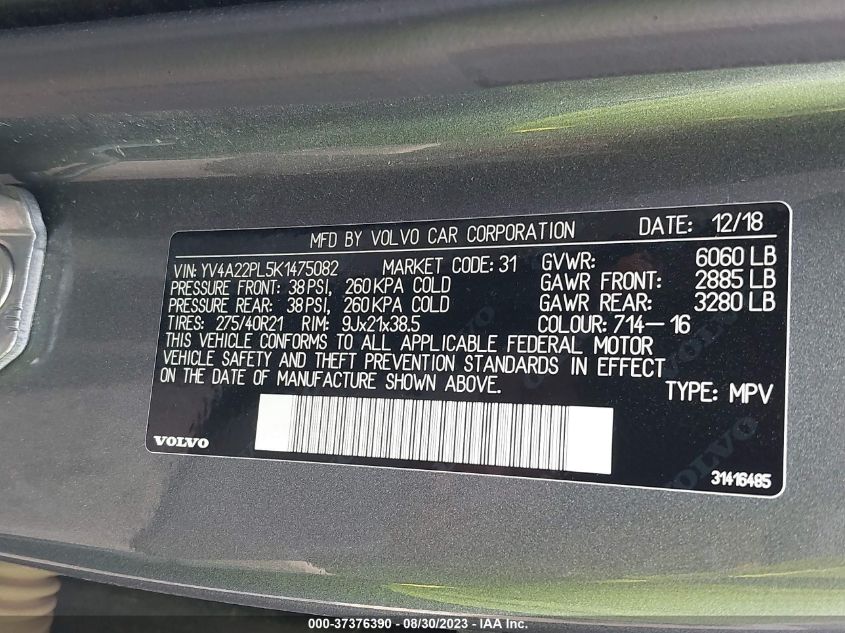 MFD BY VOLVO CAR CORPORATION DATE: 12/18
VIN: YV4A22PL5K1475082 MARKET CODE: 31 GVWR: 6060 LB
PRESSURE FRONT: 38 PSI, 260 KPA COLD GAWR FRONT: 2885 LB
PRESSURE REAR: 38 PSI, 260 KPA COLD GAWR REAR: 3280 LB
TIRES: 275/40R21 RIM: 9Jx21x38.5 COLOUR: 714-16
THIS VEHICLE CONFORMS TO ALL APPLICABLE FEDERAL MOTOR
VEHICLE SAFETY AND THEFT PREVENTION STANDARDS IN EFFECT
ON THE DATE OF MANUFACTURE SHOWN ABOVE. TYPE: MPV
VOLVO
VOLVO
31416485
000-37376390 - 08/30/2023 - © IAA Inc.